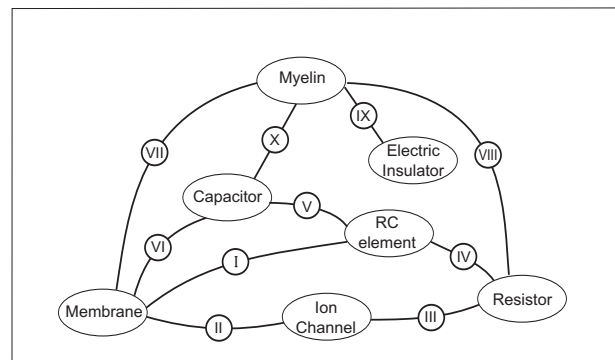 Myelin
IX
VII
X
Electric
Insulator
VIII
Capacitor
V
RC
element
VI
I
IV
Membrane
II
Ion
Channel
III
Resistor